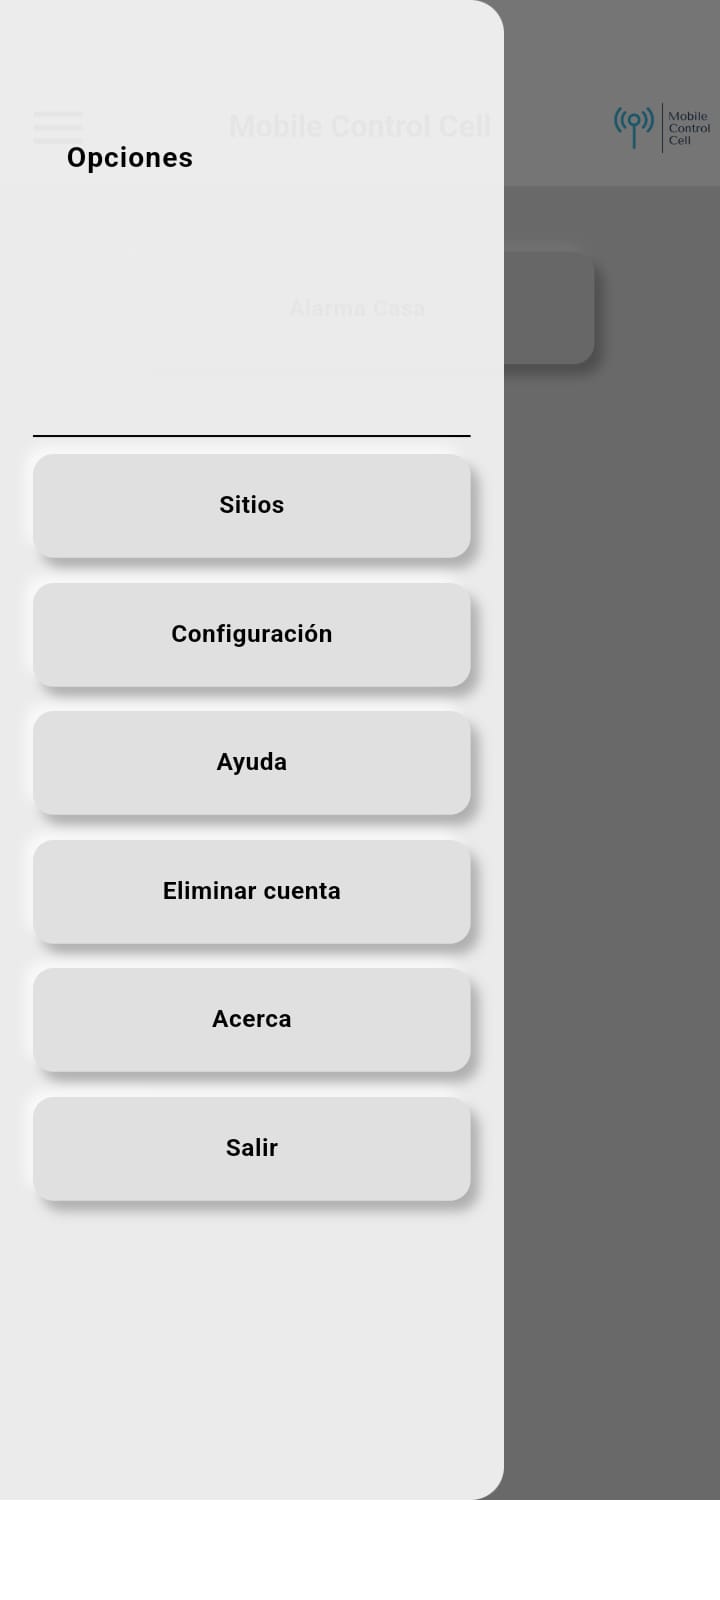 Mobile Control Cell
Mobile
Control
Cell
Opciones
Alarma Casa
Sitios
Configuración
Ayuda
Eliminar cuenta
Acerca
Salir